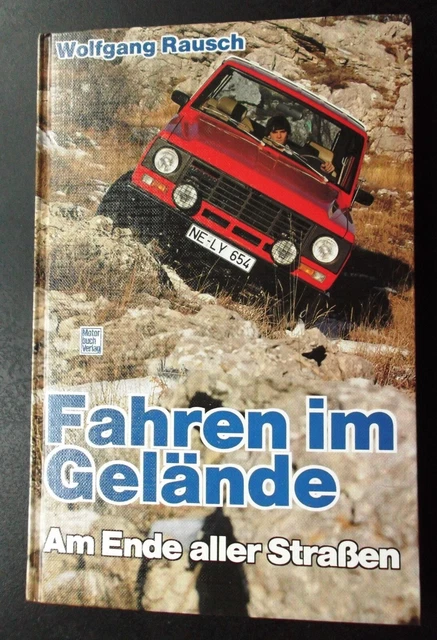 Wolfgang Rausch
NE-LY 654
Motor
buch
Verlag
Fahren im
Gelände
Am Ende aller Straßen